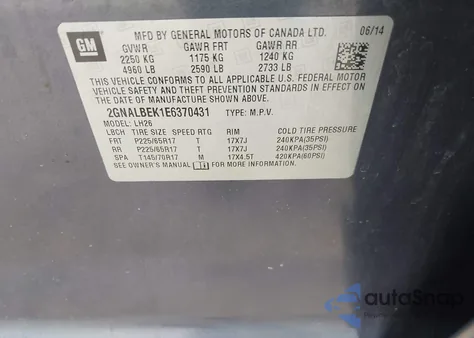 GM
MFD BY GENERAL MOTORS OF CANADA LTD. 06/14
GVWR GAWR FRT GAWR RR
2250 KG 1175 KG 1240 KG
4960 LB 2590 LB 2733 LB
THIS VEHICLE CONFORMS TO ALL APPLICABLE U.S. FEDERAL MOTOR
VEHICLE SAFETY AND THEFT PREVENTION STANDARDS IN EFFECT ON
THE DATE OF MANUFACTURE SHOWN ABOVE.
2GNALBEK1E6370431 TYPE: M.P.V.
MODEL: LH26
LBCH TIRE SIZE SPEED RTG RIM COLD TIRE PRESSURE
FRT P225/65R17 T 17X7J 240KPA(35PSI)
RR P225/65R17 T 17X7J 240KPA(35PSI)
SPA T145/70R17 M 17X4.5T 420KPA(60PSI)
SEE OWNER'S MANUAL FOR MORE INFORMATION.
autoSnap